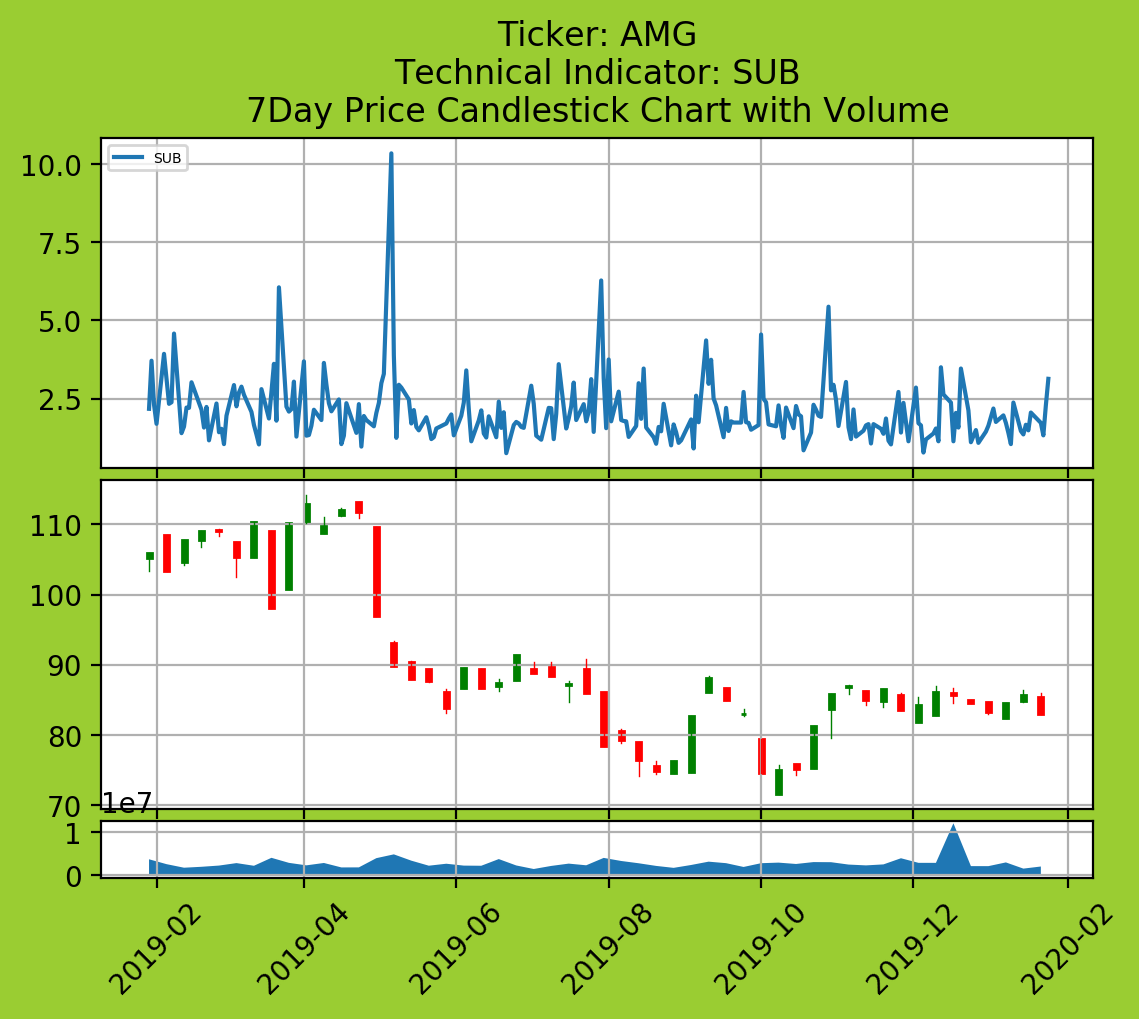 Ticker: AMG
Technical Indicator: SUB
7Day Price Candlestick Chart with Volume
SUB
10.0
7.5
5.0
2.5
110
100
90
80
70
1e7
1
0
2019-02 2019-04 2019-06 2019-08 2019-10 2019-12 2020-02